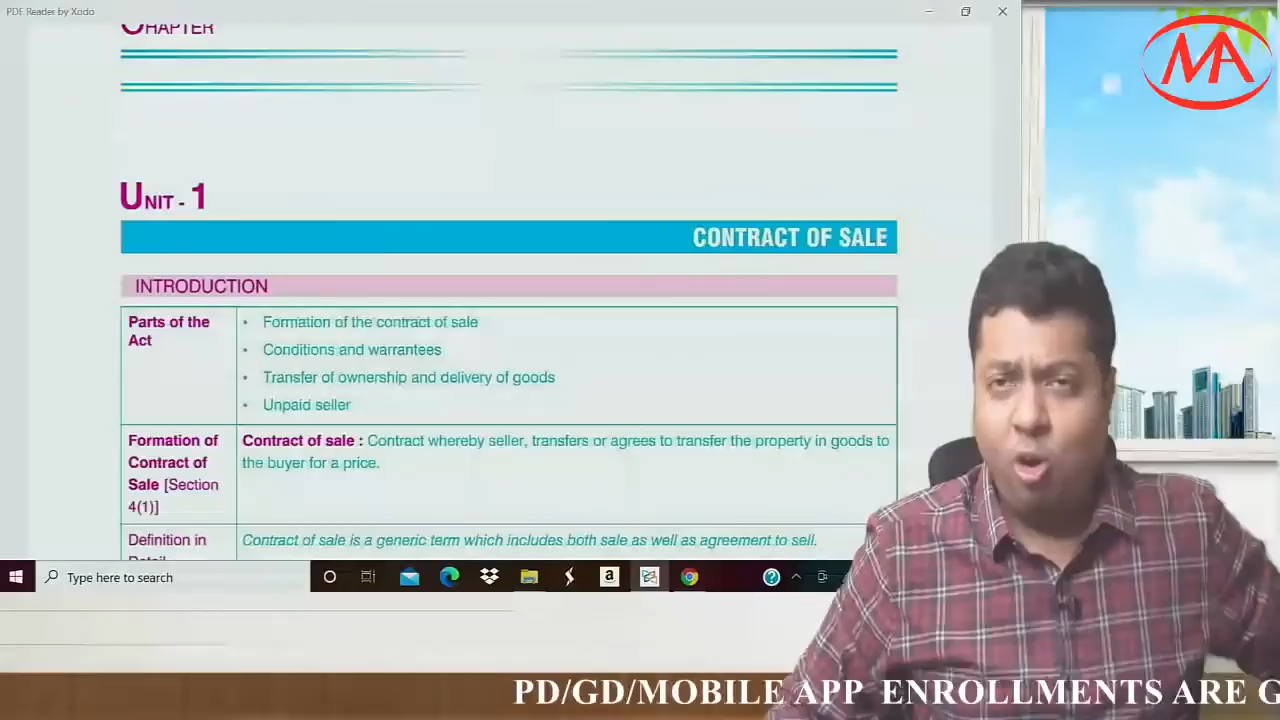 PDF Reader by Xodo
CHAPTER
MA
UNIT - 1
CONTRACT OF SALE
INTRODUCTION
Parts of the
Act
• Formation of the contract of sale
• Conditions and warrantees
• Transfer of ownership and delivery of goods
• Unpaid seller
Formation of
Contract of
Sale [Section
4(1)]
Contract of sale : Contract whereby seller, transfers or agrees to transfer the property in goods to
the buyer for a price.
Definition in
Detail
Contract of sale is a generic term which includes both sale as well as agreement to sell.
Type here to search
a
?
PD/GD/MOBILE APP ENROLLMENTS ARE G